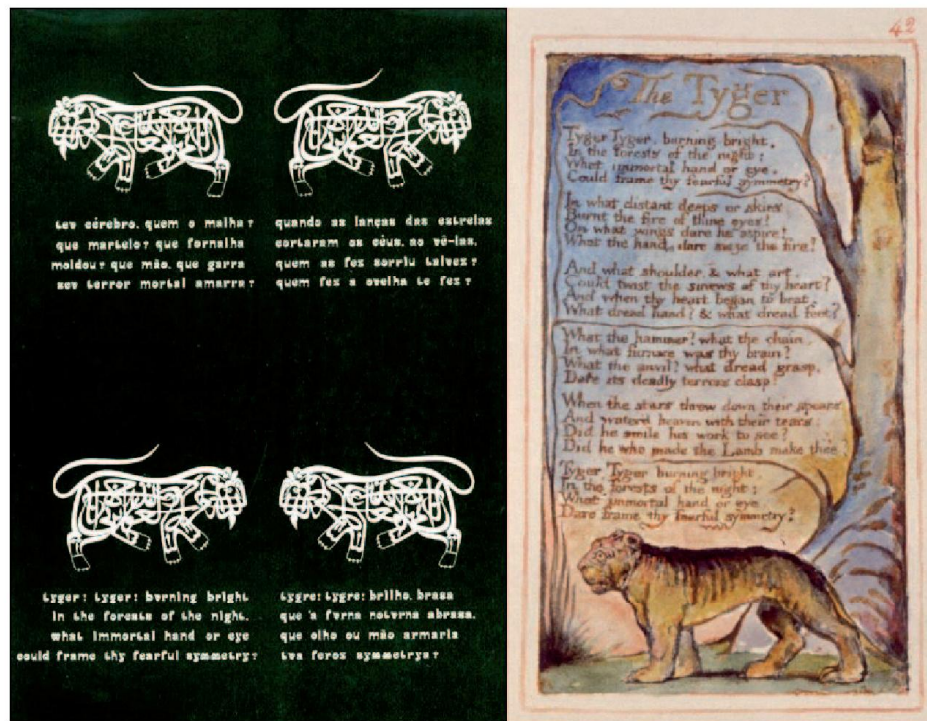 tev cérebro, quem o malha?
que martelo? que fornalha
moldou? que mão, que garra
sev terror mortal amarra?
quando as lanças das estrelas
cortaram os céus, ao vê-las,
quem as fez sorriu talvez?
quem fez a ovelha te fez?
tyger! tyger! bvrning bright
in the forests of the night,
what immortal hand or eye
could frame thy fearful symmetry?
tygre! tygre! brilho, brasa
que à fvrna notvrna abrasa,
que olho ou mão armaria
tva feroz symmetrya?
42
The Tyger
Tyger Tyger, burning bright,
In the forests of the night;
What immortal hand or eye,
Could frame thy fearful symmetry?
In what distant deeps or skies
Burnt the fire of thine eyes?
On what wings dare he aspire?
What the hand, dare sieze the fire?
And what shoulder, & what art,
Could twist the sinews of thy heart?
And when thy heart began to beat,
What dread hand? & what dread feet?
What the hammer? what the chain,
In what furnace was thy brain?
What the anvil? what dread grasp,
Dare its deadly terrors clasp?
When the stars threw down their spears
And water'd heaven with their tears:
Did he smile his work to see?
Did he who made the Lamb make thee?
Tyger Tyger burning bright,
In the forests of the night:
What immortal hand or eye,
Dare frame thy fearful symmetry?